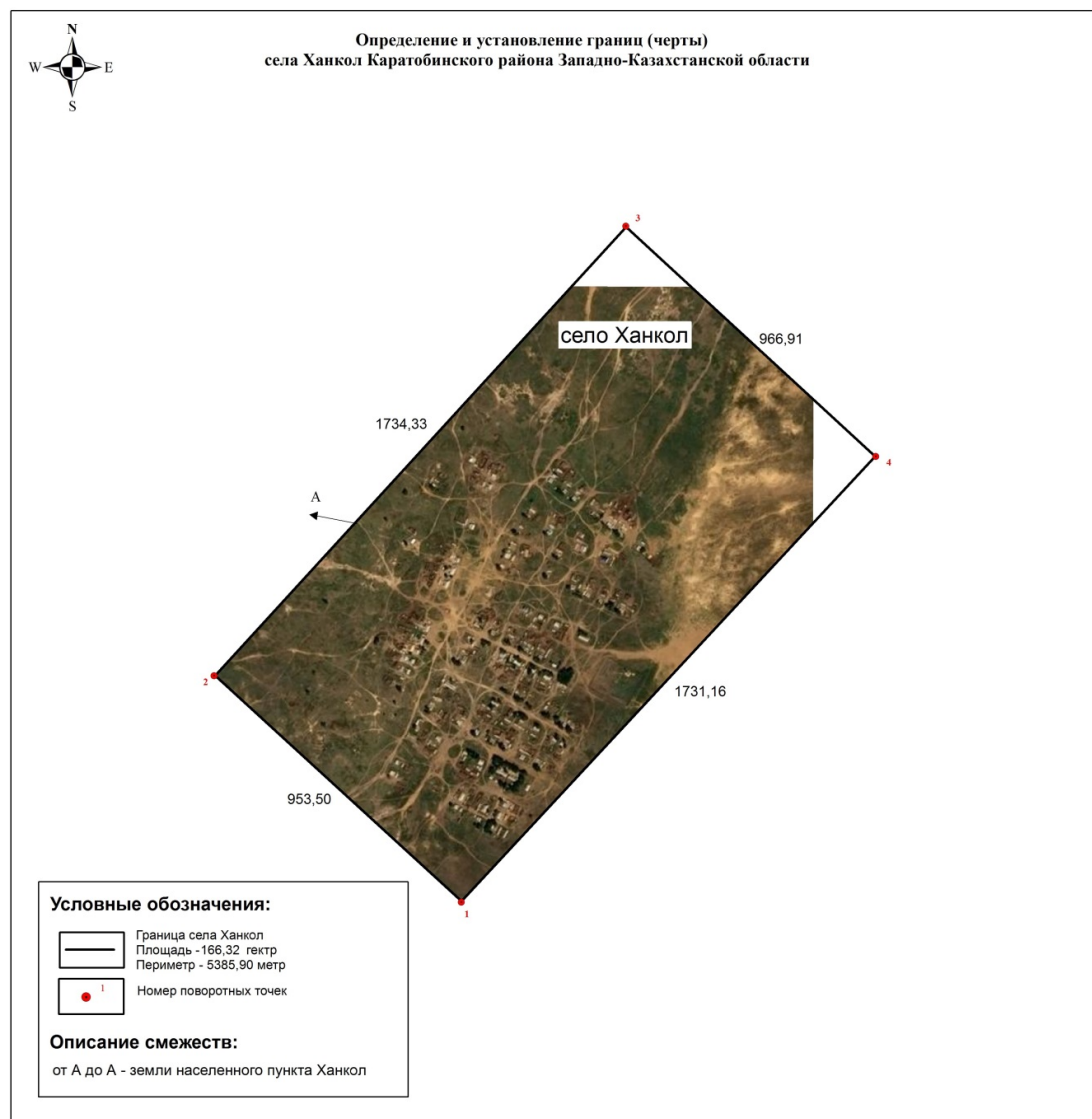 N
W E
S
Определение и установление границ (черты)
села Ханкол Каратобинского района Западно-Казахстанской области
3
село Ханкол
966,91
1734,33
4
A
2
1731,16
953,50
1
Условные обозначения:
Граница села Ханкол
Площадь -166,32 гектр
Периметр - 5385,90 метр
1
Номер поворотных точек
Описание смежеств:
от А до А - земли населенного пункта Ханкол